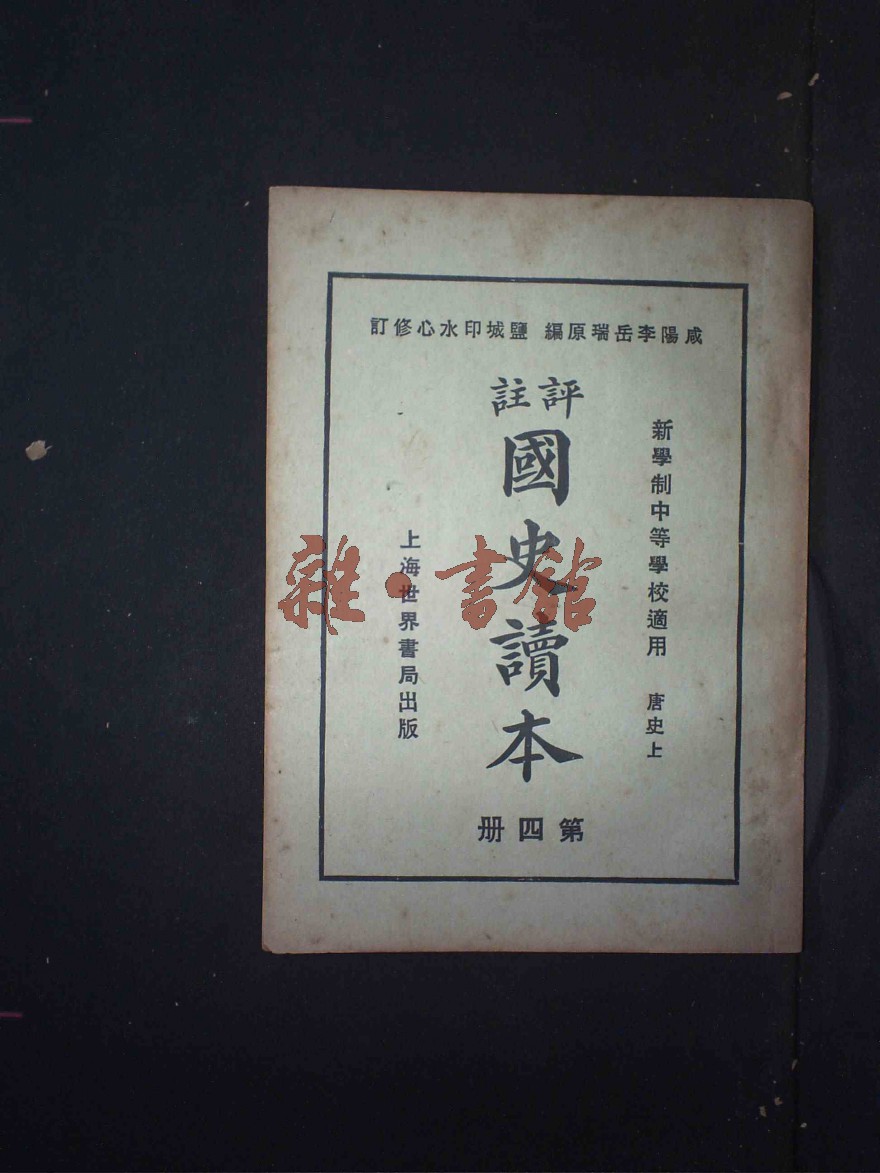 咸陽李岳瑞原編 鹽城印水心修訂
新學制中等學校適用 唐史上
評註
國史讀本
第四册
上海世界書局出版
雜·書館